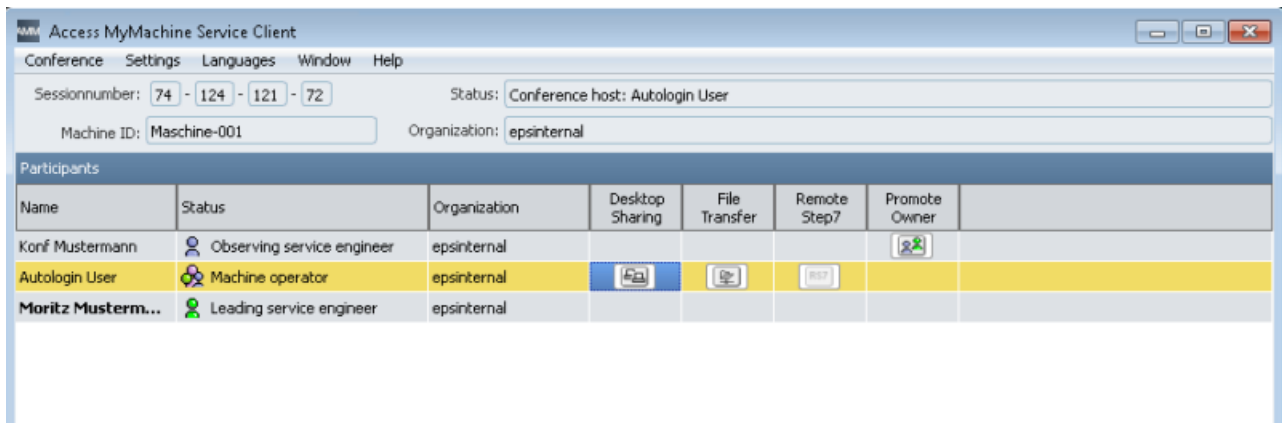 AMM Access MyMachine Service Client
Conference Settings Languages Window Help
Sessionnumber: 74 - 124 - 121 - 72 Status: Conference host: Autologin User
Machine ID: Maschine-001 Organization: epsinternal
Participants
Name Status Organization Desktop Sharing File Transfer Remote Step7 Promote Owner
Konf Mustermann Observing service engineer epsinternal
Autologin User Machine operator epsinternal RS7
Moritz Musterm... Leading service engineer epsinternal